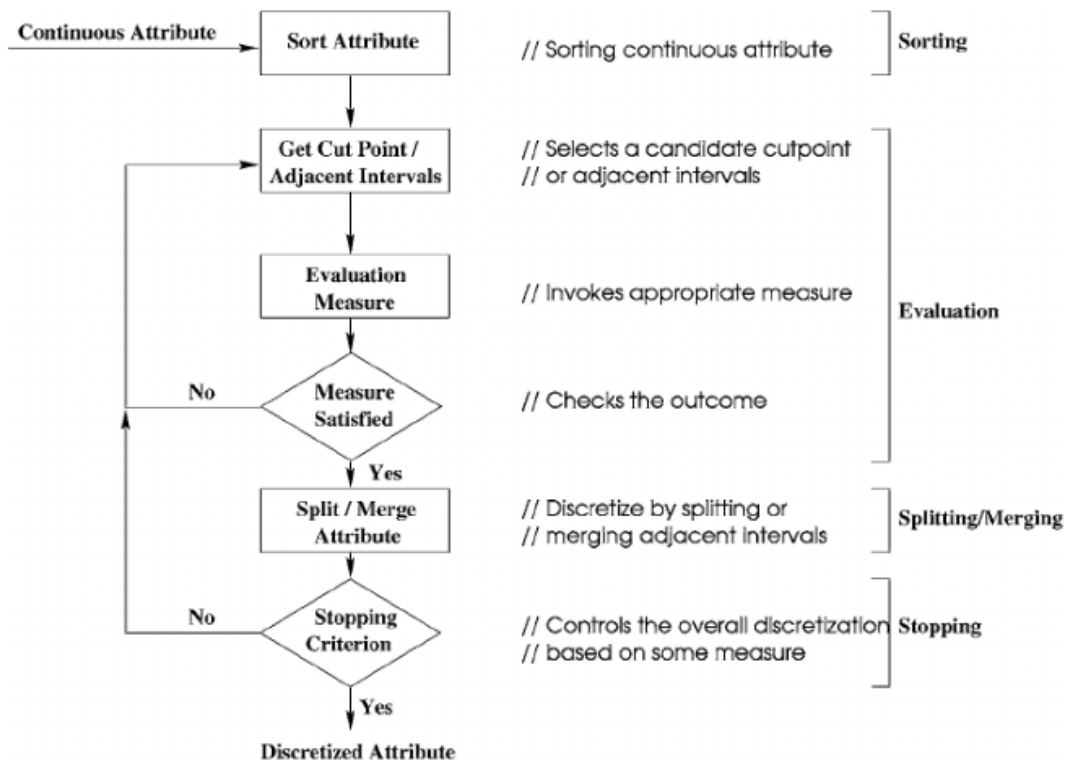 Continuous Attribute
Sort Attribute
// Sorting continuous attribute
Sorting
Get Cut Point /
Adjacent Intervals
// Selects a candidate cutpoint
// or adjacent intervals
Evaluation
Measure
// Invokes appropriate measure
Evaluation
No
Measure
Satisfied
// Checks the outcome
Yes
Split / Merge
Attribute
// Discretize by splitting or
// merging adjacent intervals
Splitting/Merging
No
Stopping
Criterion
// Controls the overall discretization
// based on some measure
Stopping
Yes
Discretized Attribute